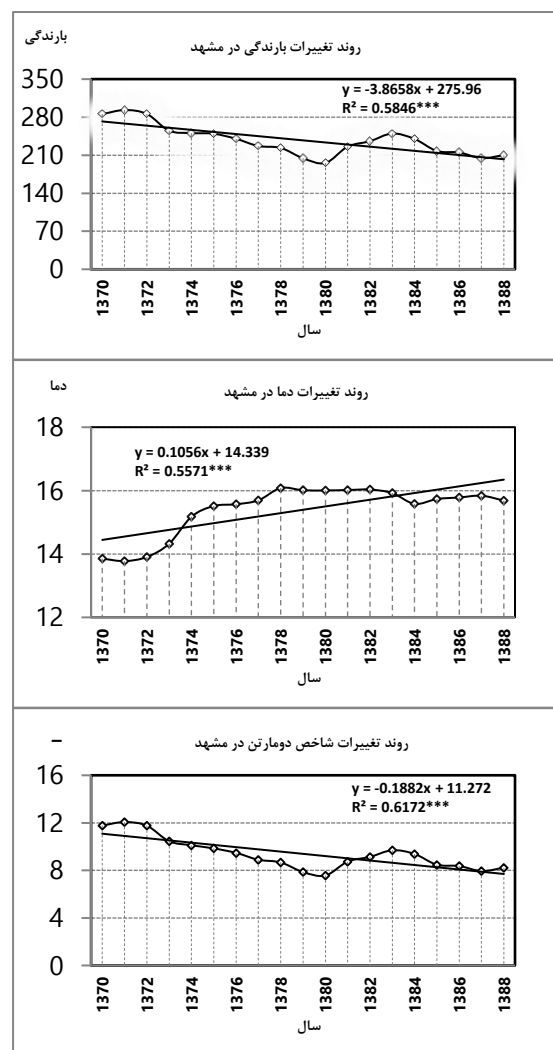 بارندگی
روند تغییرات بارندگی در مشهد
y = -3.8658x + 275.96
R² = 0.5846***
350
280
210
140
70
0
1370 1372 1374 1376 1378 1380 1382 1384 1386 1388
سال
دما
روند تغییرات دما در مشهد
y = 0.1056x + 14.339
R² = 0.5571***
18
16
14
12
1370 1372 1374 1376 1378 1380 1382 1384 1386 1388
سال
–
روند تغییرات شاخص دومارتن در مشهد
y = -0.1882x + 11.272
R² = 0.6172***
16
12
8
4
0
1370 1372 1374 1376 1378 1380 1382 1384 1386 1388
سال